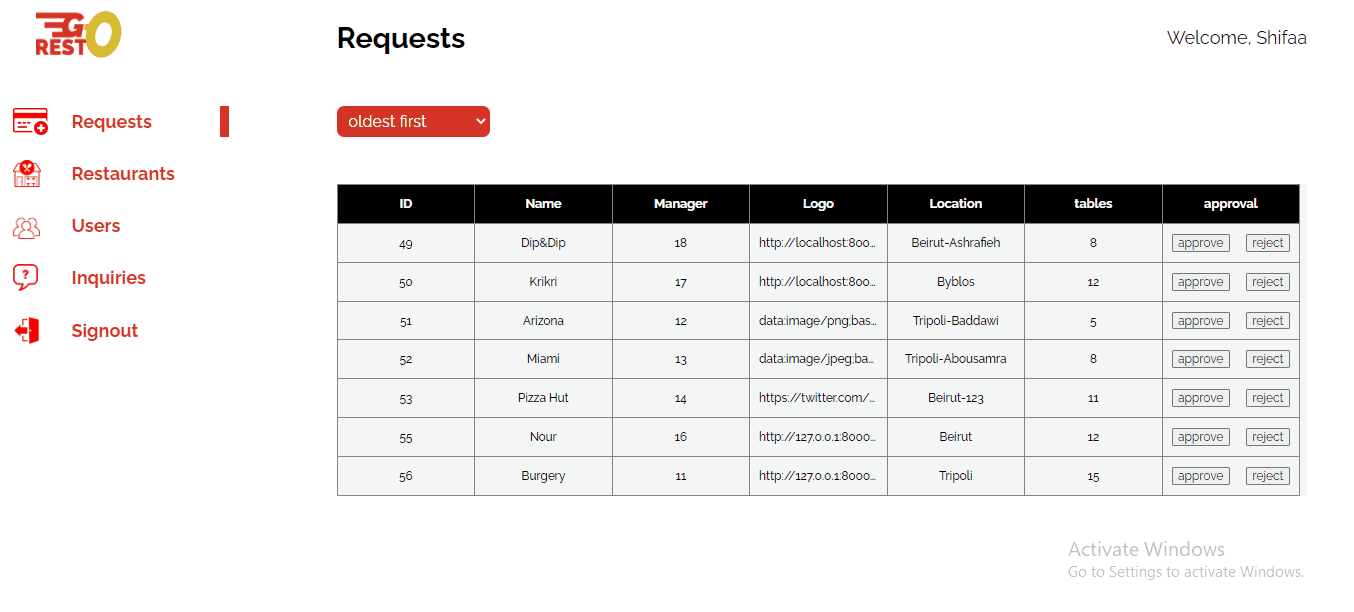 GO
REST
Requests
Welcome, Shifaa
Requests
Restaurants
Users
Inquiries
Signout
oldest first
ID Name Manager Logo Location tables approval
49 Dip&Dip 18 http://localhost:800... Beirut-Ashrafieh 8 approve reject
50 Krikri 17 http://localhost:800... Byblos 12 approve reject
51 Arizona 12 data:image/png;bas... Tripoli-Baddawi 5 approve reject
52 Miami 13 data:image/jpeg;ba... Tripoli-Abousamra 8 approve reject
53 Pizza Hut 14 https://twitter.com/... Beirut-123 11 approve reject
55 Nour 16 http://127.0.0.1:8000... Beirut 12 approve reject
56 Burgery 11 http://127.0.0.1:8000... Tripoli 15 approve reject
Activate Windows
Go to Settings to activate Windows.